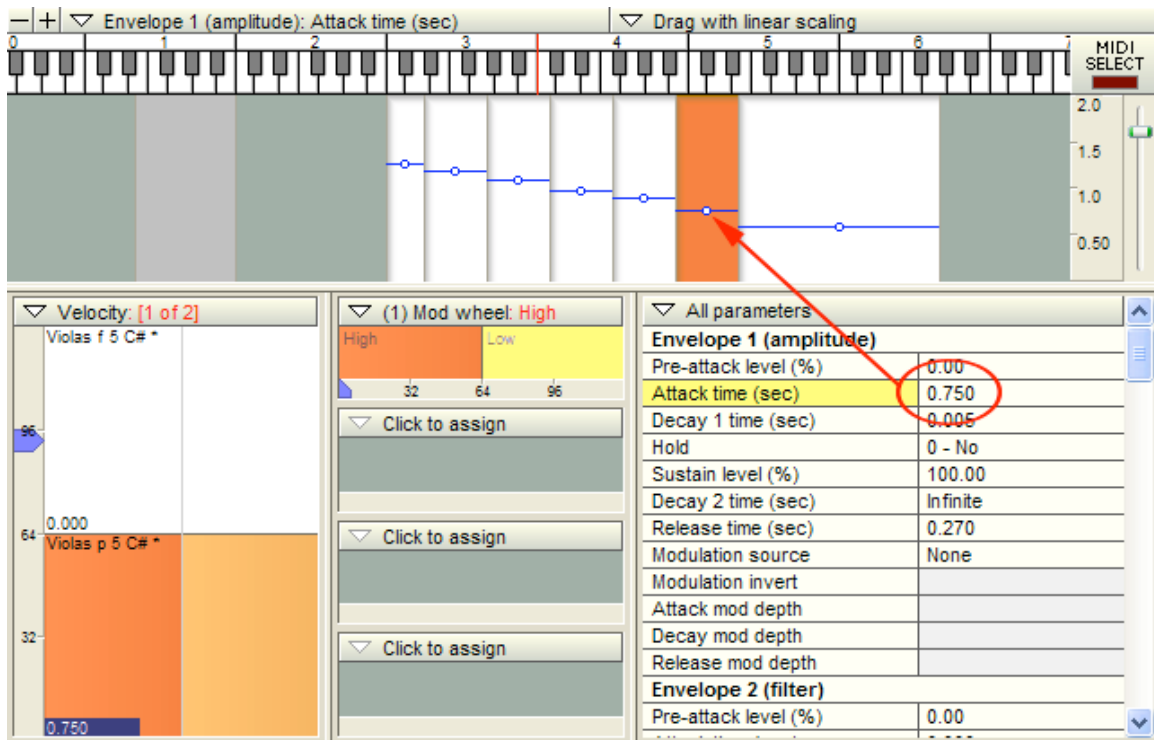 Envelope 1 (amplitude): Attack time (sec)
Drag with linear scaling
0 1 2 3 4 5 6 7
MIDI
SELECT
2.0
1.5
1.0
0.50
Velocity: [1 of 2]
Violas f 5 C# *
96
0.000
64
Violas p 5 C# *
32
0.750
(1) Mod wheel: High
High Low
32 64 96
Click to assign
Click to assign
Click to assign
All parameters
Envelope 1 (amplitude)
Pre-attack level (%) 0.00
Attack time (sec) 0.750
Decay 1 time (sec) 0.005
Hold 0 - No
Sustain level (%) 100.00
Decay 2 time (sec) Infinite
Release time (sec) 0.270
Modulation source None
Modulation invert
Attack mod depth
Decay mod depth
Release mod depth
Envelope 2 (filter)
Pre-attack level (%) 0.00